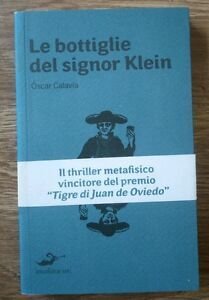 Le bottiglie
del signor Klein
Óscar Calavia
Il thriller metafisico
vincitore del premio
“Tigre di Juan de Oviedo”